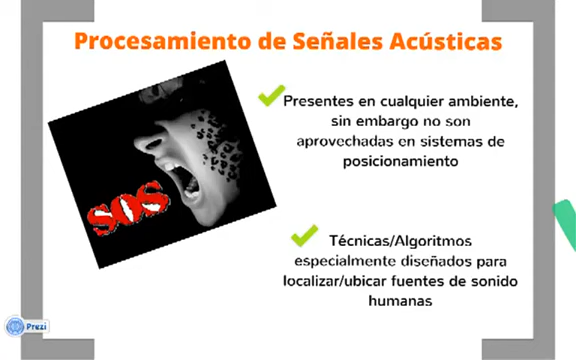 Procesamiento de Señales Acústicas
Presentes en cualquier ambiente,
sin embargo no son
aprovechadas en sistemas de
posicionamiento
SOS
Técnicas/Algoritmos
especialmente diseñados para
localizar/ubicar fuentes de sonido
humanas
Prezi